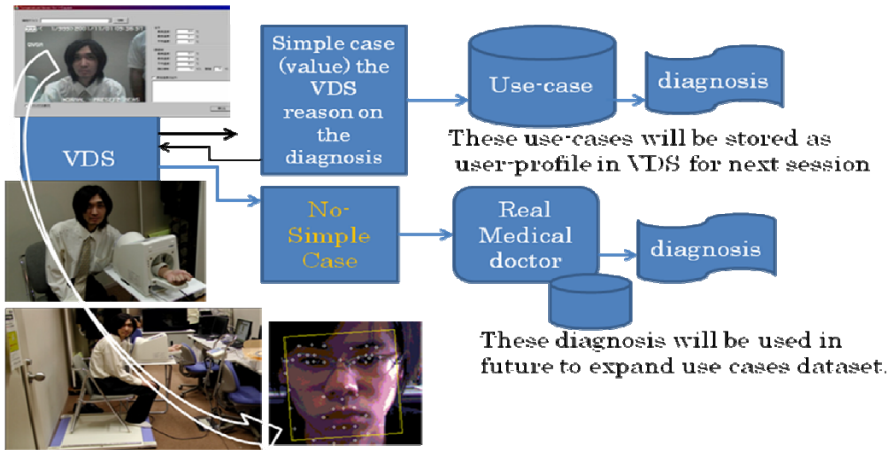 Simple case
(value) the
VDS
reason on
the
diagnosis
Use-case
diagnosis
These use-cases will be stored as
user-profile in VDS for next session
VDS
No-
Simple
Case
Real
Medical
doctor
diagnosis
These diagnosis will be used in
future to expand use cases dataset.